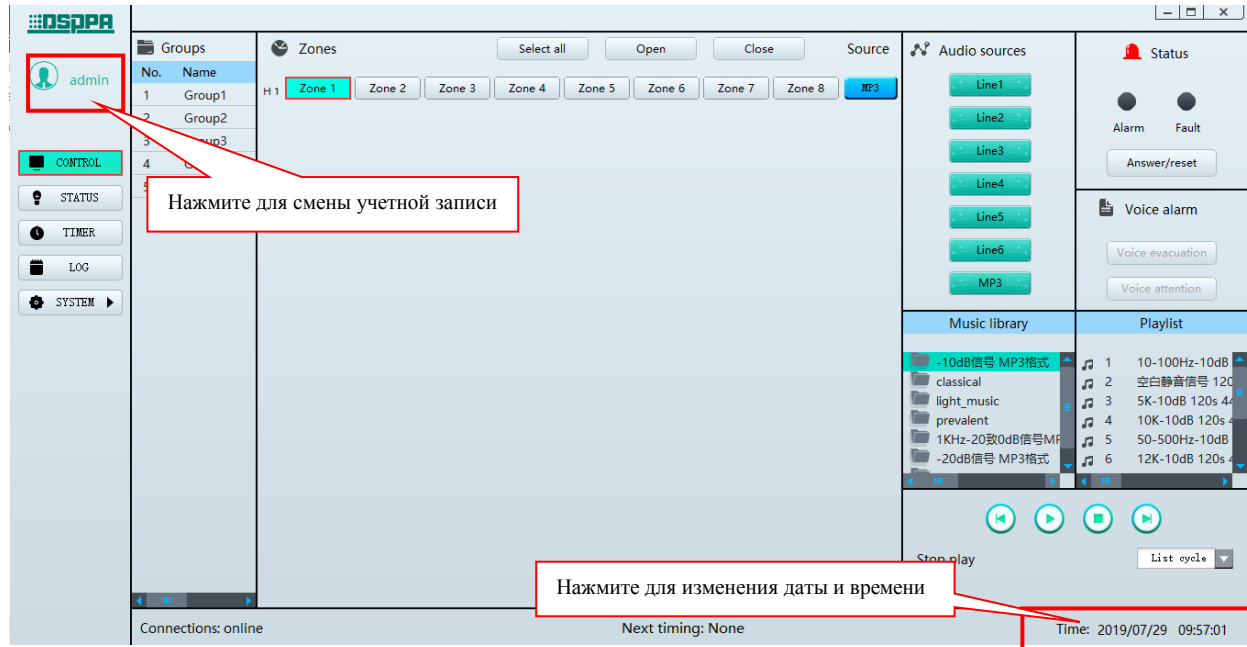 DSPPA
admin
CONTROL
STATUS
TIMER
LOG
SYSTEM
Groups
No. Name
1 Group1
2 Group2
3
4
Zones
Select all
Open
Close
Source
H 1 Zone 1 Zone 2 Zone 3 Zone 4 Zone 5 Zone 6 Zone 7 Zone 8 MP3
Нажмите для смены учетной записи
Audio sources
Line1
Line2
Line3
Line4
Line5
Line6
MP3
Status
Alarm Fault
Answer/reset
Voice alarm
Voice evacuation
Voice attention
Music library
-10dB信号 MP3格式
classical
light_music
prevalent
1KHz-20致0dB信号MP
-20dB信号 MP3格式
Playlist
1 10-100Hz-10dB
2 空白静音信号 120
3 5K-10dB 120s 44
4 10K-10dB 120s 4
5 50-500Hz-10dB
6 12K-10dB 120s 4
Stop play
List cycle
Нажмите для изменения даты и времени
Connections: online
Next timing: None
Time: 2019/07/29 09:57:01